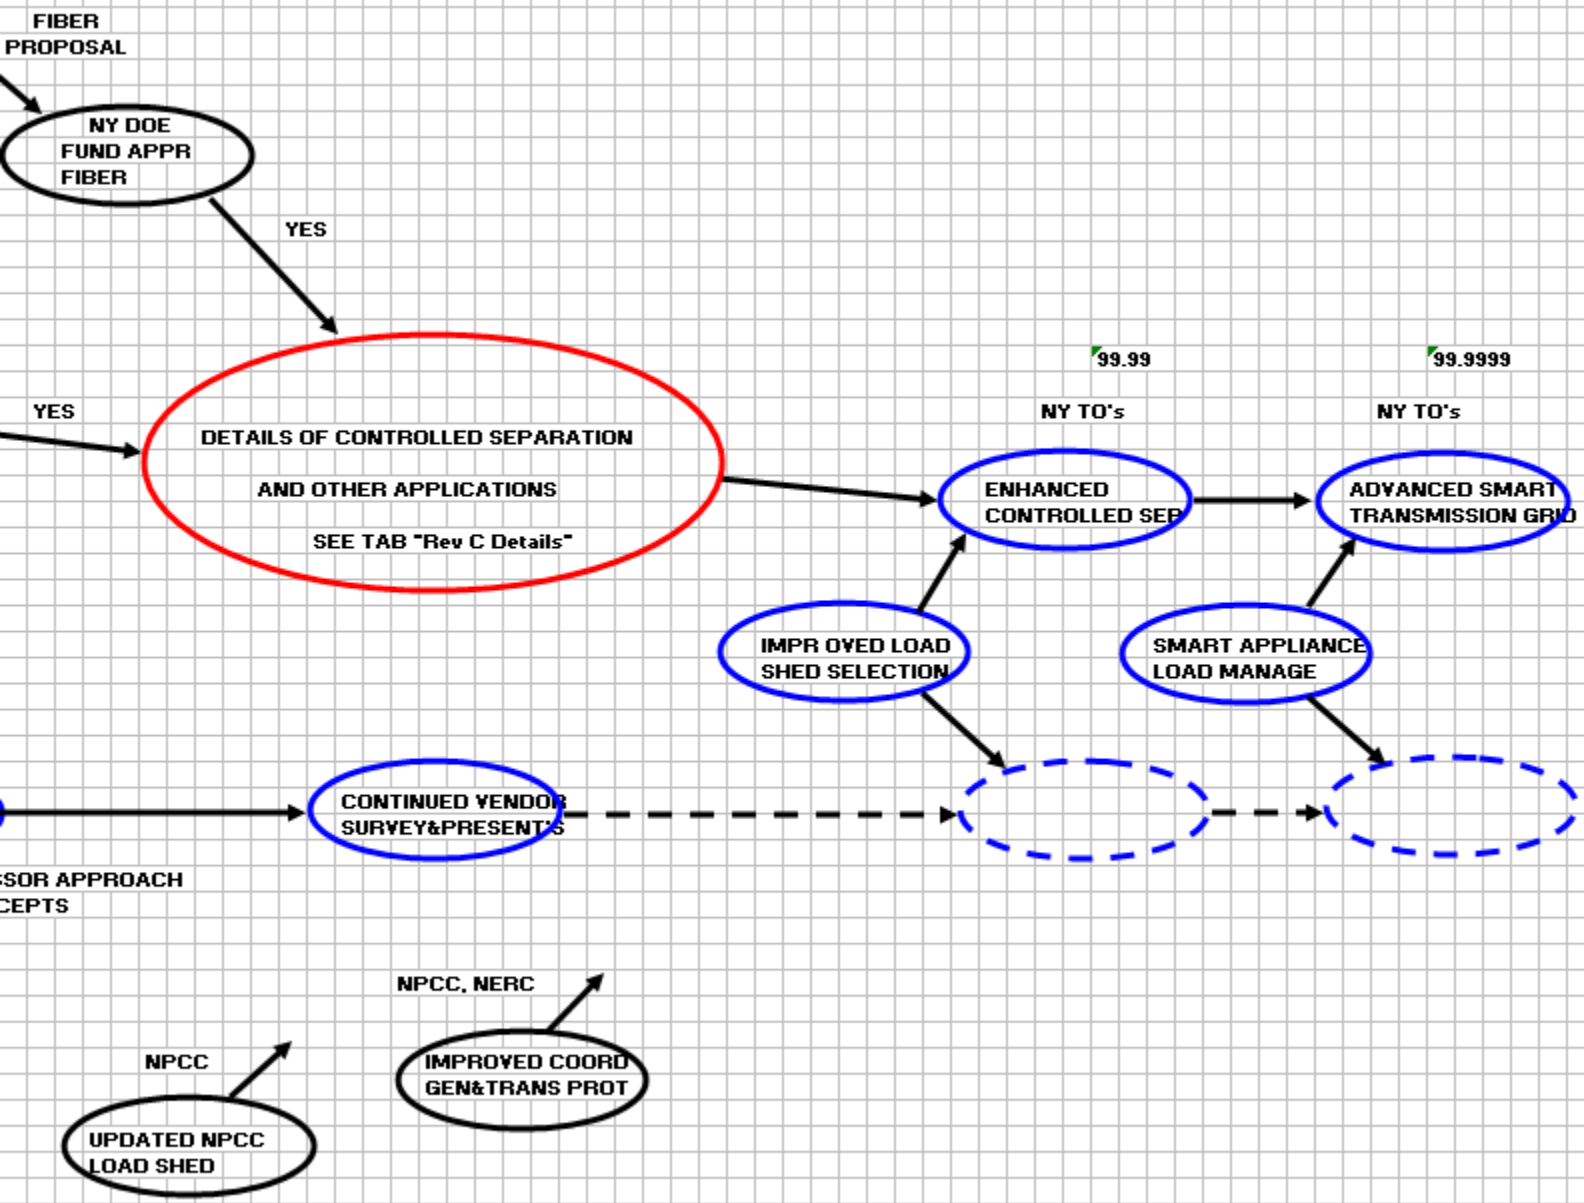 FIBER
PROPOSAL
NY DOE
FUND APPR
FIBER
YES
99.99
99.9999
YES
NY TO's
NY TO's
DETAILS OF CONTROLLED SEPARATION
AND OTHER APPLICATIONS
SEE TAB "Rev C Details"
ENHANCED
CONTROLLED SEP
ADVANCED SMART
TRANSMISSION GRID
IMPR OVED LOAD
SHED SELECTION
SMART APPLIANCE
LOAD MANAGE
CONTINUED VENDOR
SURVEY&PRESENT'S
SSOR APPROACH
CEPTS
NPCC, NERC
IMPROVED COORD
GEN&TRANS PROT
NPCC
UPDATED NPCC
LOAD SHED